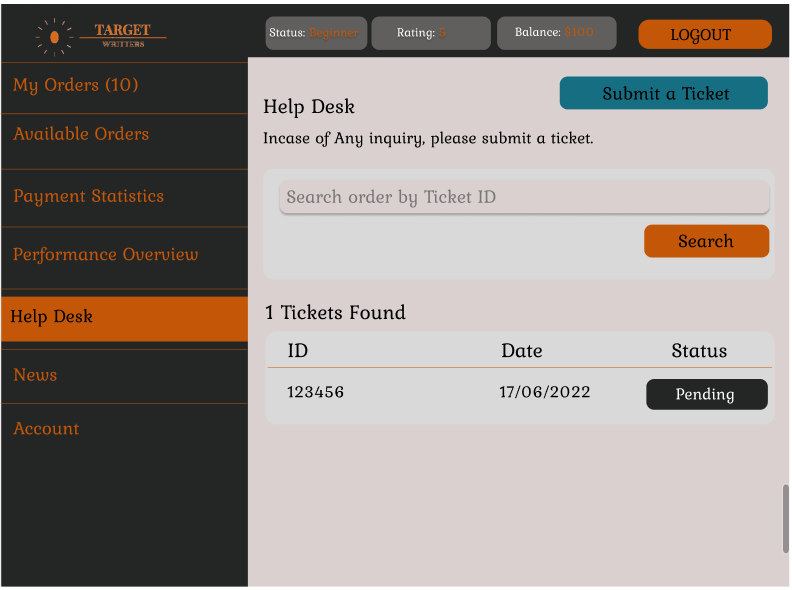 TARGET
WRITERS
Status: Beginner
Rating: 5
Balance: $100
LOGOUT
My Orders (10)
Available Orders
Payment Statistics
Performance Overview
Help Desk
News
Account
Submit a Ticket
Help Desk
Incase of Any inquiry, please submit a ticket.
Search order by Ticket ID
Search
1 Tickets Found
ID Date Status
123456 17/06/2022 Pending